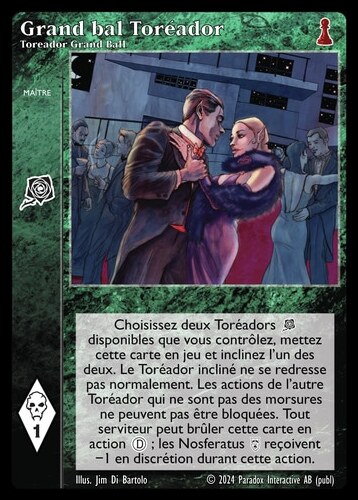 Grand bal Toréador
Toreador Grand Ball
MAÎTRE
Choisissez deux Toréadors
disponibles que vous contrôlez, mettez
cette carte en jeu et inclinez l'un des
deux. Le Toréador incliné ne se redresse
pas normalement. Les actions de l'autre
Toréador qui ne sont pas des morsures
ne peuvent pas être bloquées. Tout
serviteur peut brûler cette carte en
action Ⓓ ; les Nosferatus reçoivent
−1 en discrétion durant cette action.
1
Illus. Jim Di Bartolo © 2024 Paradox Interactive AB (publ)